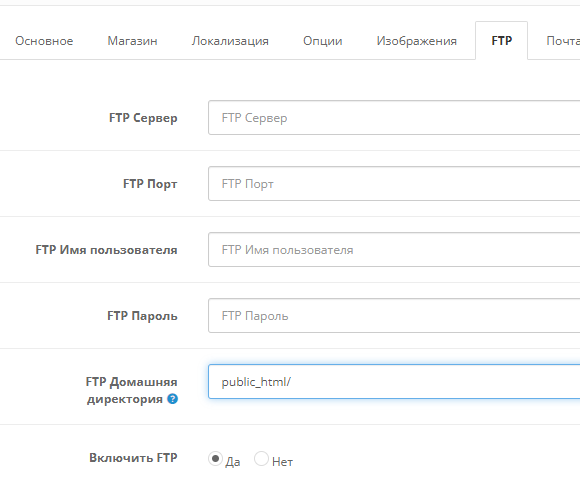 Основное Магазин Локализация Опции Изображения FTP Почта
FTP Сервер FTP Сервер
FTP Порт FTP Порт
FTP Имя пользователя FTP Имя пользователя
FTP Пароль FTP Пароль
FTP Домашняя
директория ? public_html/
Включить FTP Да Нет